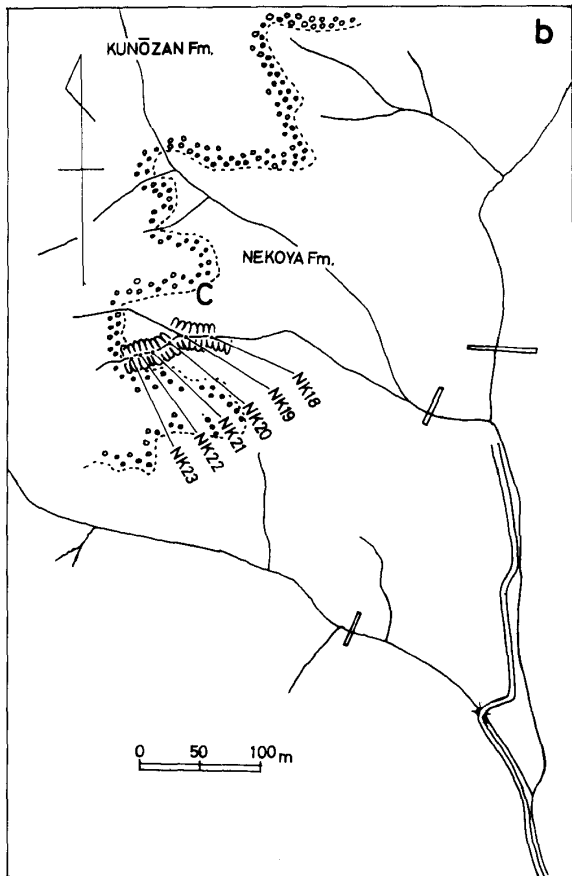 b
KUNŌZAN Fm.
NEKOYA Fm.
C
NK18
NK19
NK20
NK21
NK22
NK23
0 50 100 m